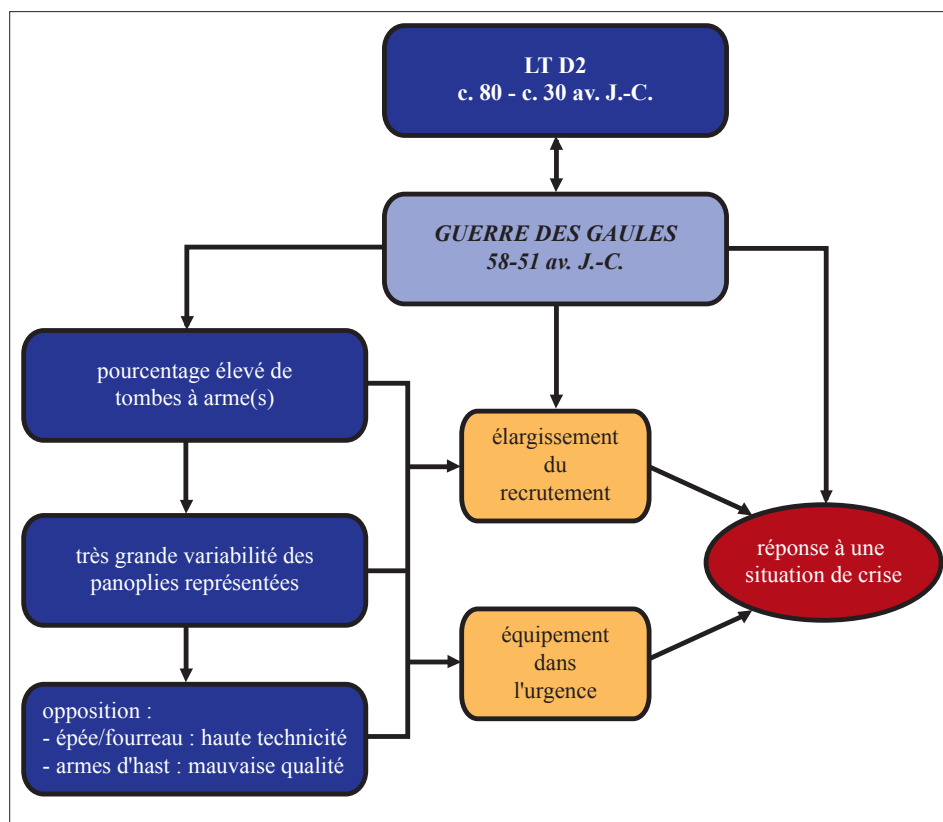 LT D2
c. 80 - c. 30 av. J.-C.
GUERRE DES GAULES
58-51 av. J.-C.
pourcentage élevé de
tombes à arme(s)
élargissement
du
recrutement
très grande variabilité des
panoplies représentées
réponse à une
situation de crise
équipement
dans
l'urgence
opposition :
- épée/fourreau : haute technicité
- armes d'hast : mauvaise qualité